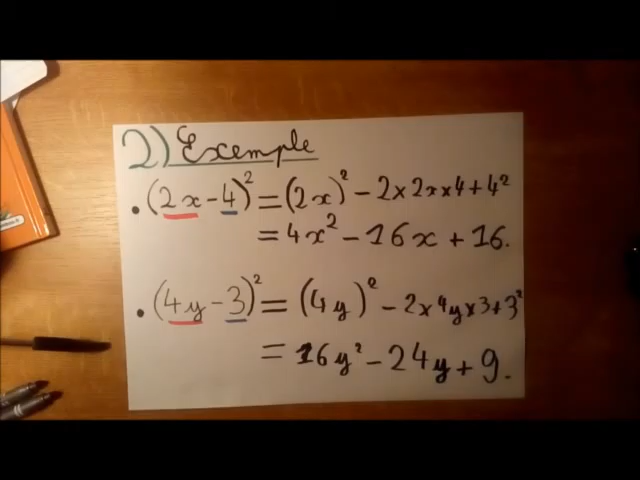 2) Exemple
• (2x - 4)² = (2x)² - 2 × 2x × 4 + 4²
= 4x² - 16x + 16.
• (4y - 3)² = (4y)² - 2 × 4y × 3 + 3²
= 16y² - 24y + 9.